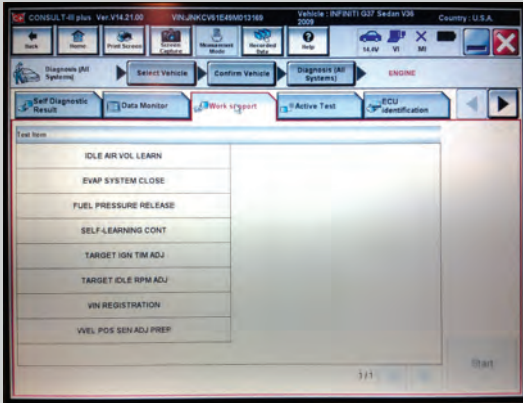 CONSULT-III plus Ver.V14.21.00 VIN:JNKCV61E49M013169 Vehicle : INFINITI G37 Sedan V36 2009 Country : U.S.A.
Back Home Print Screen Screen Capture Measurement Mode Recorded Data Help 14.4V VI MI
Diagnosis (All Systems) Select Vehicle Confirm Vehicle Diagnosis (All Systems) ENGINE
Self Diagnostic Result Data Monitor Work support Active Test ECU Identification
Test Item
IDLE AIR VOL LEARN
EVAP SYSTEM CLOSE
FUEL PRESSURE RELEASE
SELF-LEARNING CONT
TARGET IGN TIM ADJ
TARGET IDLE RPM ADJ
VIN REGISTRATION
VVEL POS SEN ADJ PREP
1/1
Start